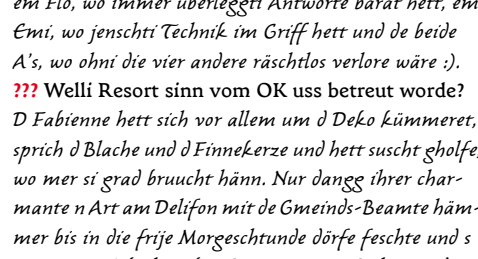 em Flo, wo immer überleggti Antworte barat hett, em
Emi, wo jenschti Technik im Griff hett und de beide
A's, wo ohni die vier andere räschtlos verlore wäre :).
??? Welli Resort sinn vom OK uss betreut worde?
D Fabienne hett sich vor allem um d Deko kümmeret,
sprich d Blache und d Finnekerze und hett suscht gholfe,
wo mer si grad bruucht hänn. Nur dangg ihrer char-
mante n Art am Delifon mit de Gmeinds-Beamte häm-
mer bis in die frije Morgeschtunde dörfe feschte und s